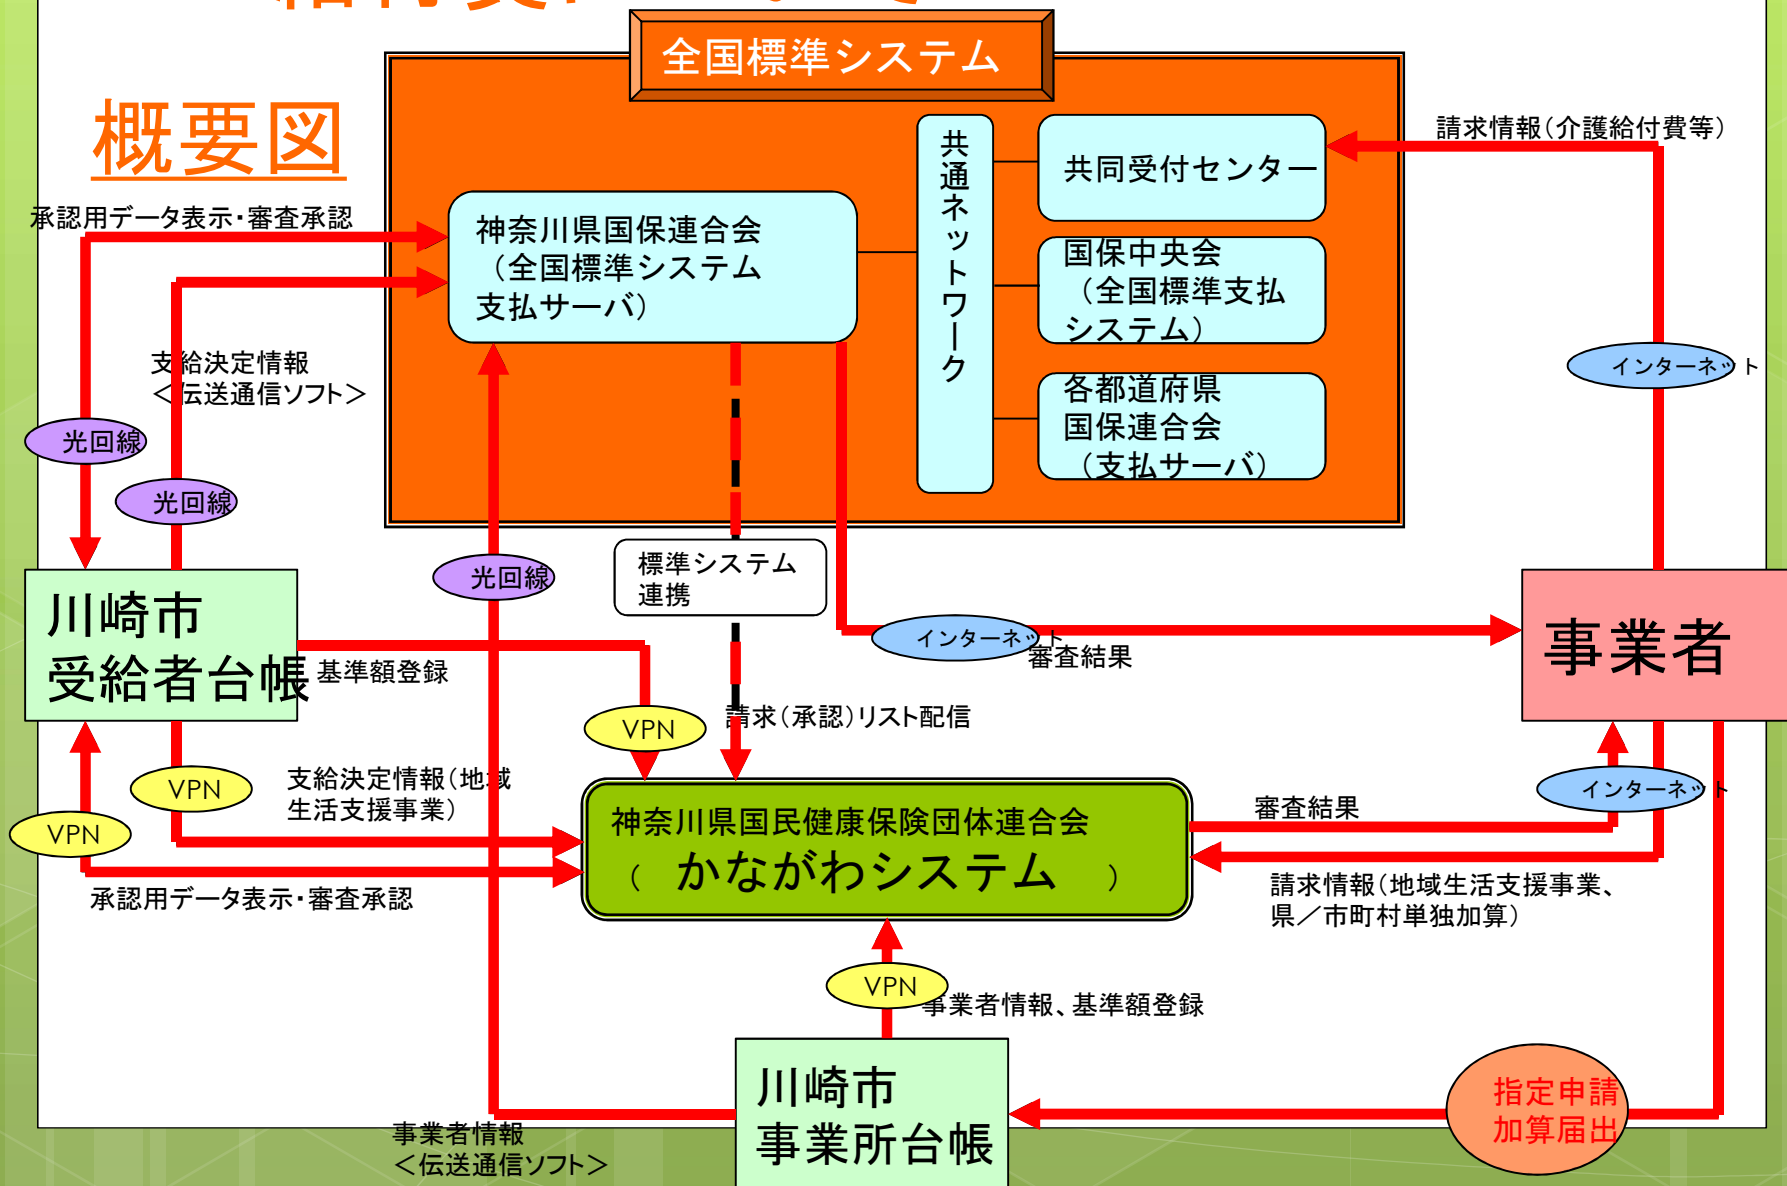 全国標準システム
概要図
請求情報（介護給付費等）
共同受付センター
共通ネットワーク
承認用データ表示・審査承認
神奈川県国保連合会
（全国標準システム
支払サーバ）
国保中央会
（全国標準支払
システム）
支給決定情報
＜伝送通信ソフト＞
インターネット
各都道府県
国保連合会
（支払サーバ）
光回線
光回線
標準システム
連携
光回線
川崎市
受給者台帳
基準額登録
インターネット
審査結果
事業者
VPN
請求（承認）リスト配信
支給決定情報（地域
生活支援事業）
VPN
VPN
インターネット
審査結果
神奈川県国民健康保険団体連合会
（ かながわシステム ）
承認用データ表示・審査承認
請求情報（地域生活支援事業、
県／市町村単独加算）
VPN
事業者情報、基準額登録
川崎市
事業所台帳
指定申請
加算届出
事業者情報
＜伝送通信ソフト＞